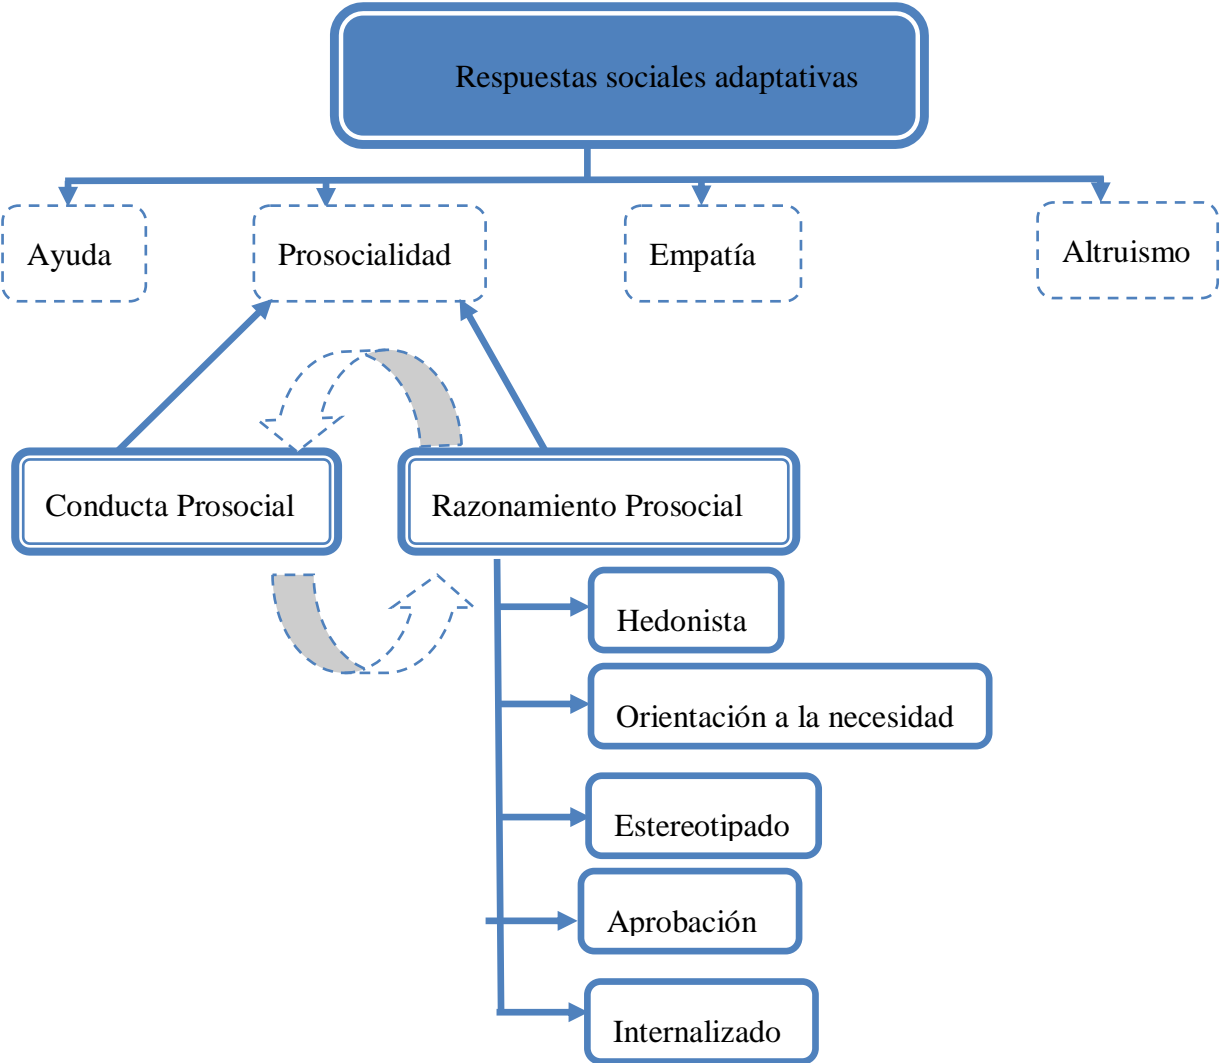 Respuestas sociales adaptativas
Ayuda
Prosocialidad
Empatía
Altruismo
Conducta Prosocial
Razonamiento Prosocial
Hedonista
Orientación a la necesidad
Estereotipado
Aprobación
Internalizado